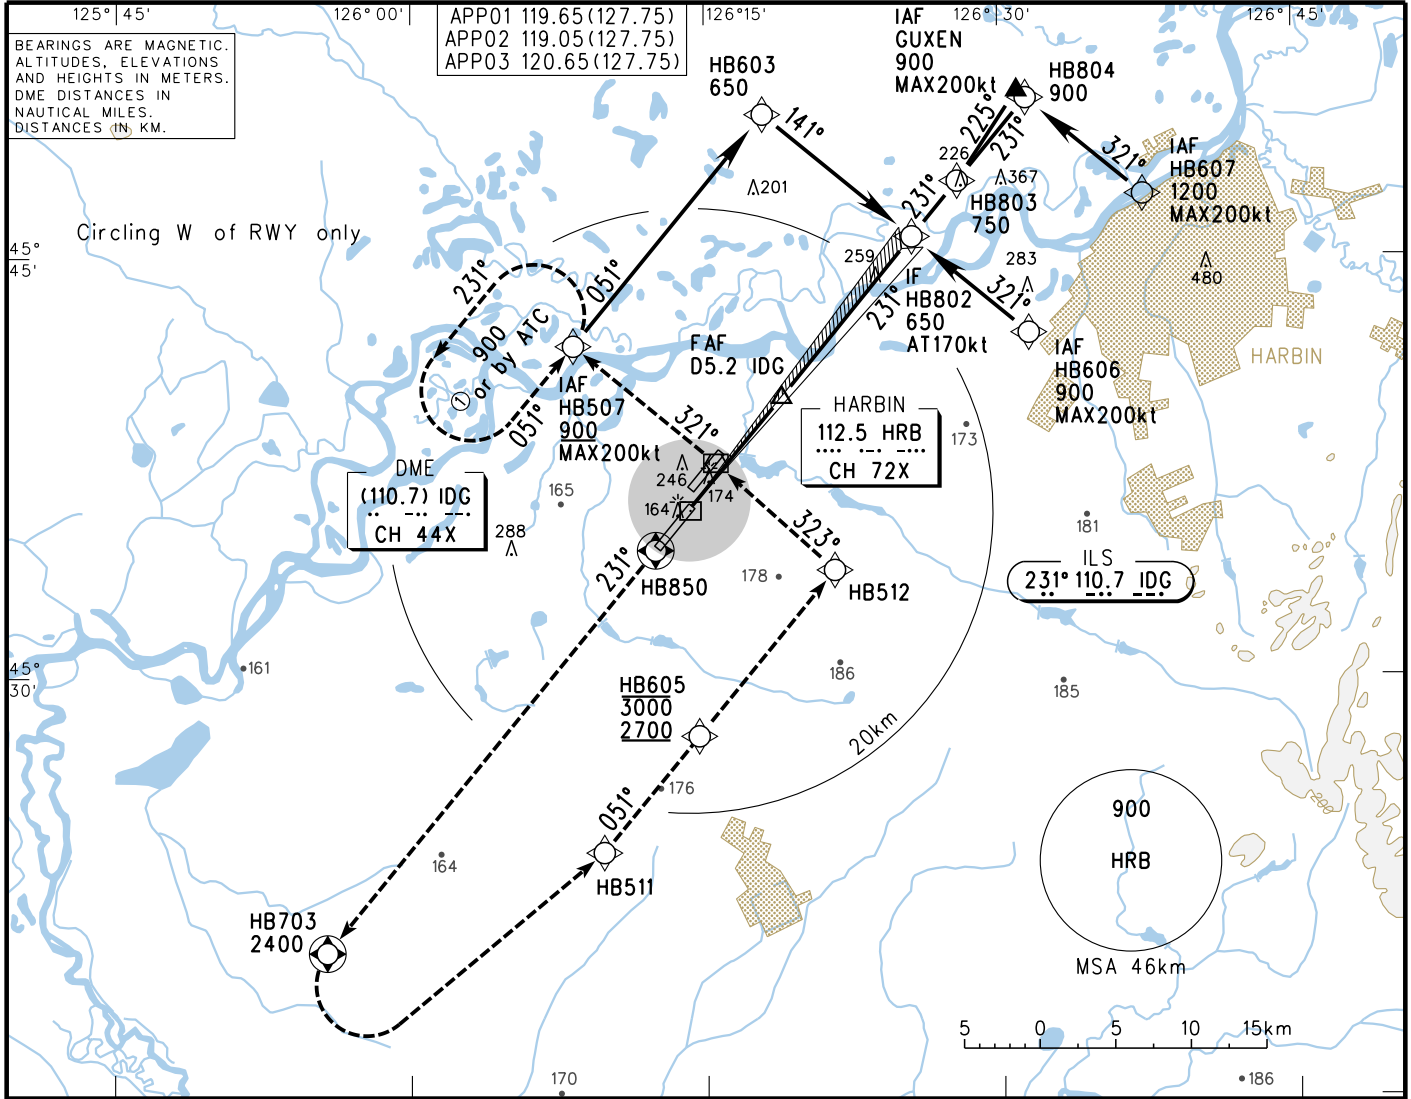 125° 45'
126° 00'
126° 15'
126° 30'
126° 45'
BEARINGS ARE MAGNETIC.
ALTITUDES, ELEVATIONS
AND HEIGHTS IN METERS.
DME DISTANCES IN
NAUTICAL MILES.
DISTANCES IN KM.
APP01 119.65(127.75)
APP02 119.05(127.75)
APP03 120.65(127.75)
HB603
650
IAF
GUXEN
900
MAX200kt
HB804
900
141°
225°
231°
321°
IAF
HB607
1200
MAX200kt
226
367
201
HB803
750
231°
Circling W of RWY only
45°
45'
231°
051°
900
or by ATC
1
051°
259
283
480
321°
231°
IF
HB802
650
AT170kt
FAF
D5.2 IDG
IAF
HB606
900
MAX200kt
HARBIN
IAF
HB507
900
MAX200kt
321°
HARBIN
112.5 HRB
CH 72X
173
DME
(110.7) IDG
CH 44X
165
288
246
174
164
323°
181
ILS
231° 110.7 IDG
231°
HB850
178
HB512
45°
30'
161
186
185
HB605
3000
2700
20km
176
051°
164
HB511
900
HRB
MSA 46km
200
HB703
2400
5 0 5 10 15km
170
186